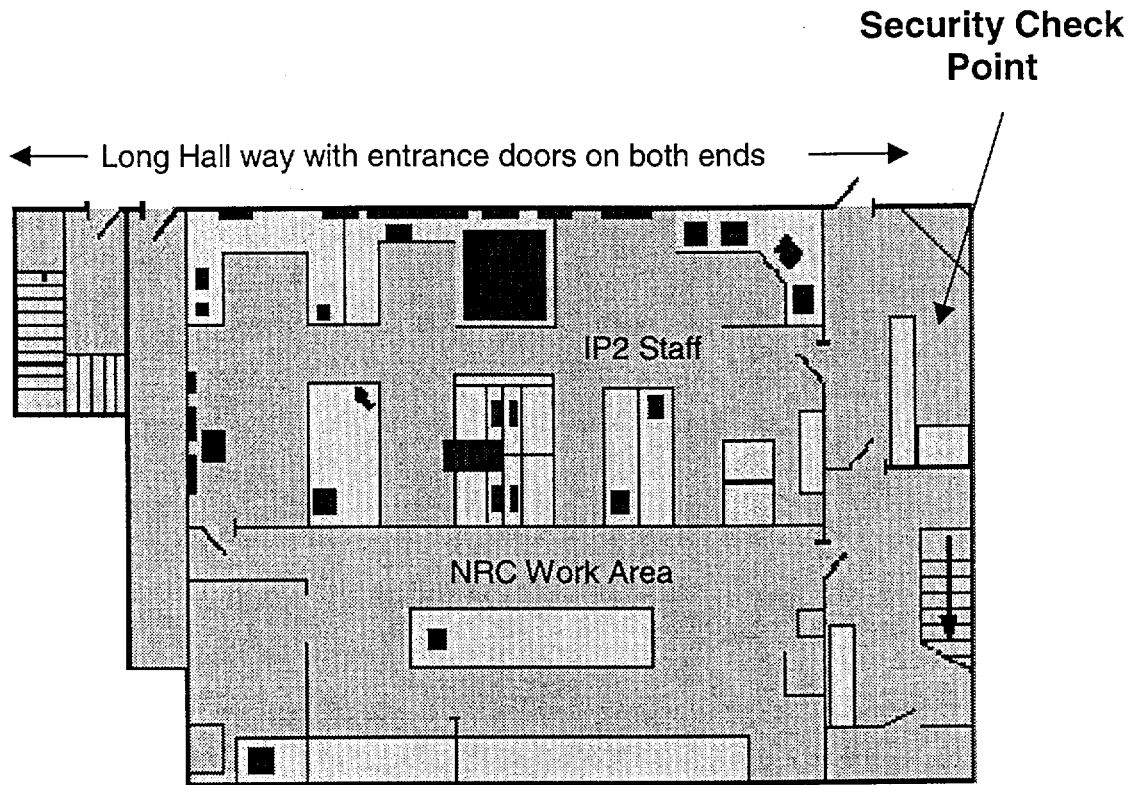 Security Check
Point
Long Hall way with entrance doors on both ends
IP2 Staff
NRC Work Area